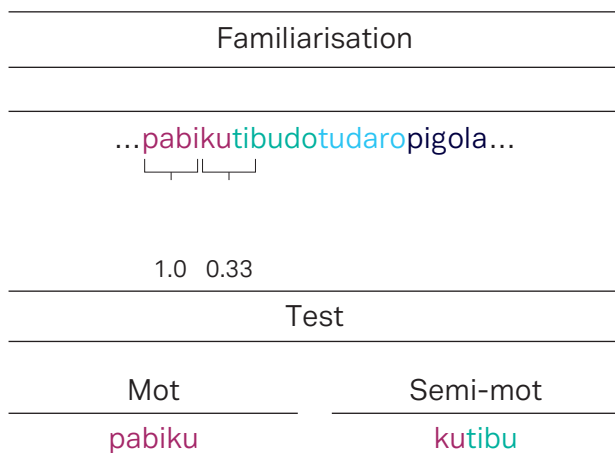 Familiarisation
...pabikutibudotudaropigola...
1.0 0.33
Test
Mot Semi-mot
pabiku kutibu